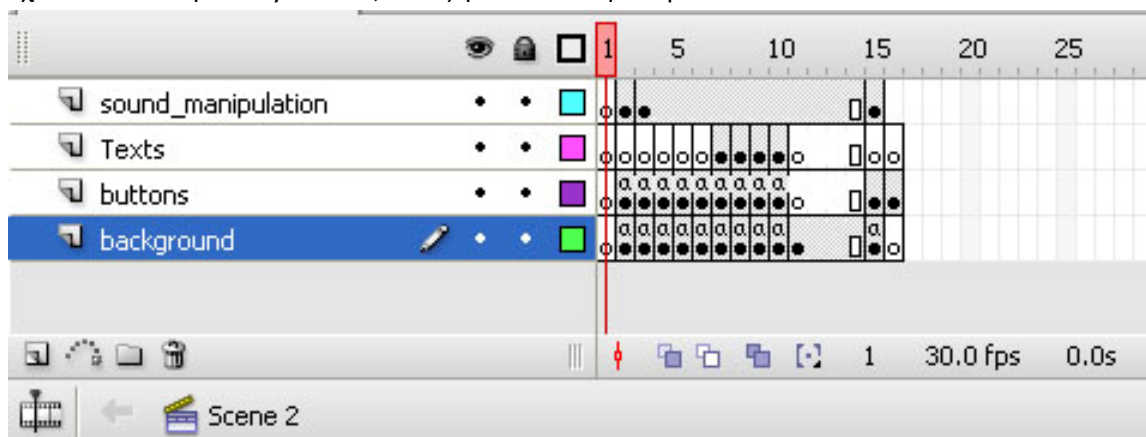 1 5 10 15 20 25
sound_manipulation
Texts
buttons
a a a a a a a a a
background
a a a a a a a a a a
1 30.0 fps 0.0s
Scene 2